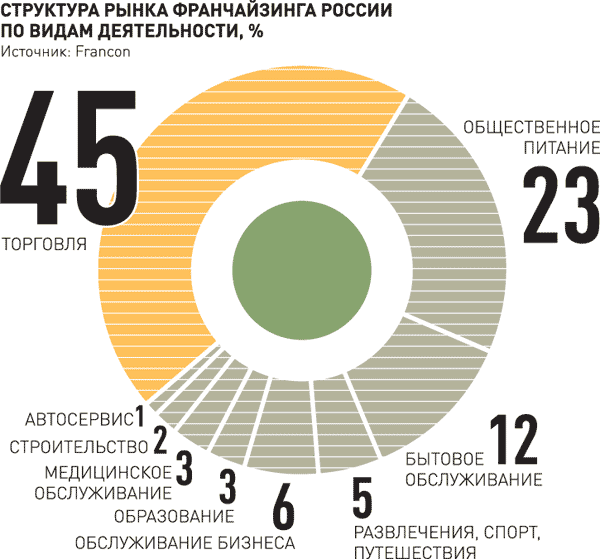 СТРУКТУРА РЫНКА ФРАНЧАЙЗИНГА РОССИИ
ПО ВИДАМ ДЕЯТЕЛЬНОСТИ, %
Источник: Francon
45
ТОРГОВЛЯ
ОБЩЕСТВЕННОЕ
ПИТАНИЕ
23
12
БЫТОВОЕ
ОБСЛУЖИВАНИЕ
5
РАЗВЛЕЧЕНИЯ, СПОРТ,
ПУТЕШЕСТВИЯ
6
ОБСЛУЖИВАНИЕ БИЗНЕСА
3
ОБРАЗОВАНИЕ
3
МЕДИЦИНСКОЕ
ОБСЛУЖИВАНИЕ
СТРОИТЕЛЬСТВО 2
АВТОСЕРВИС 1